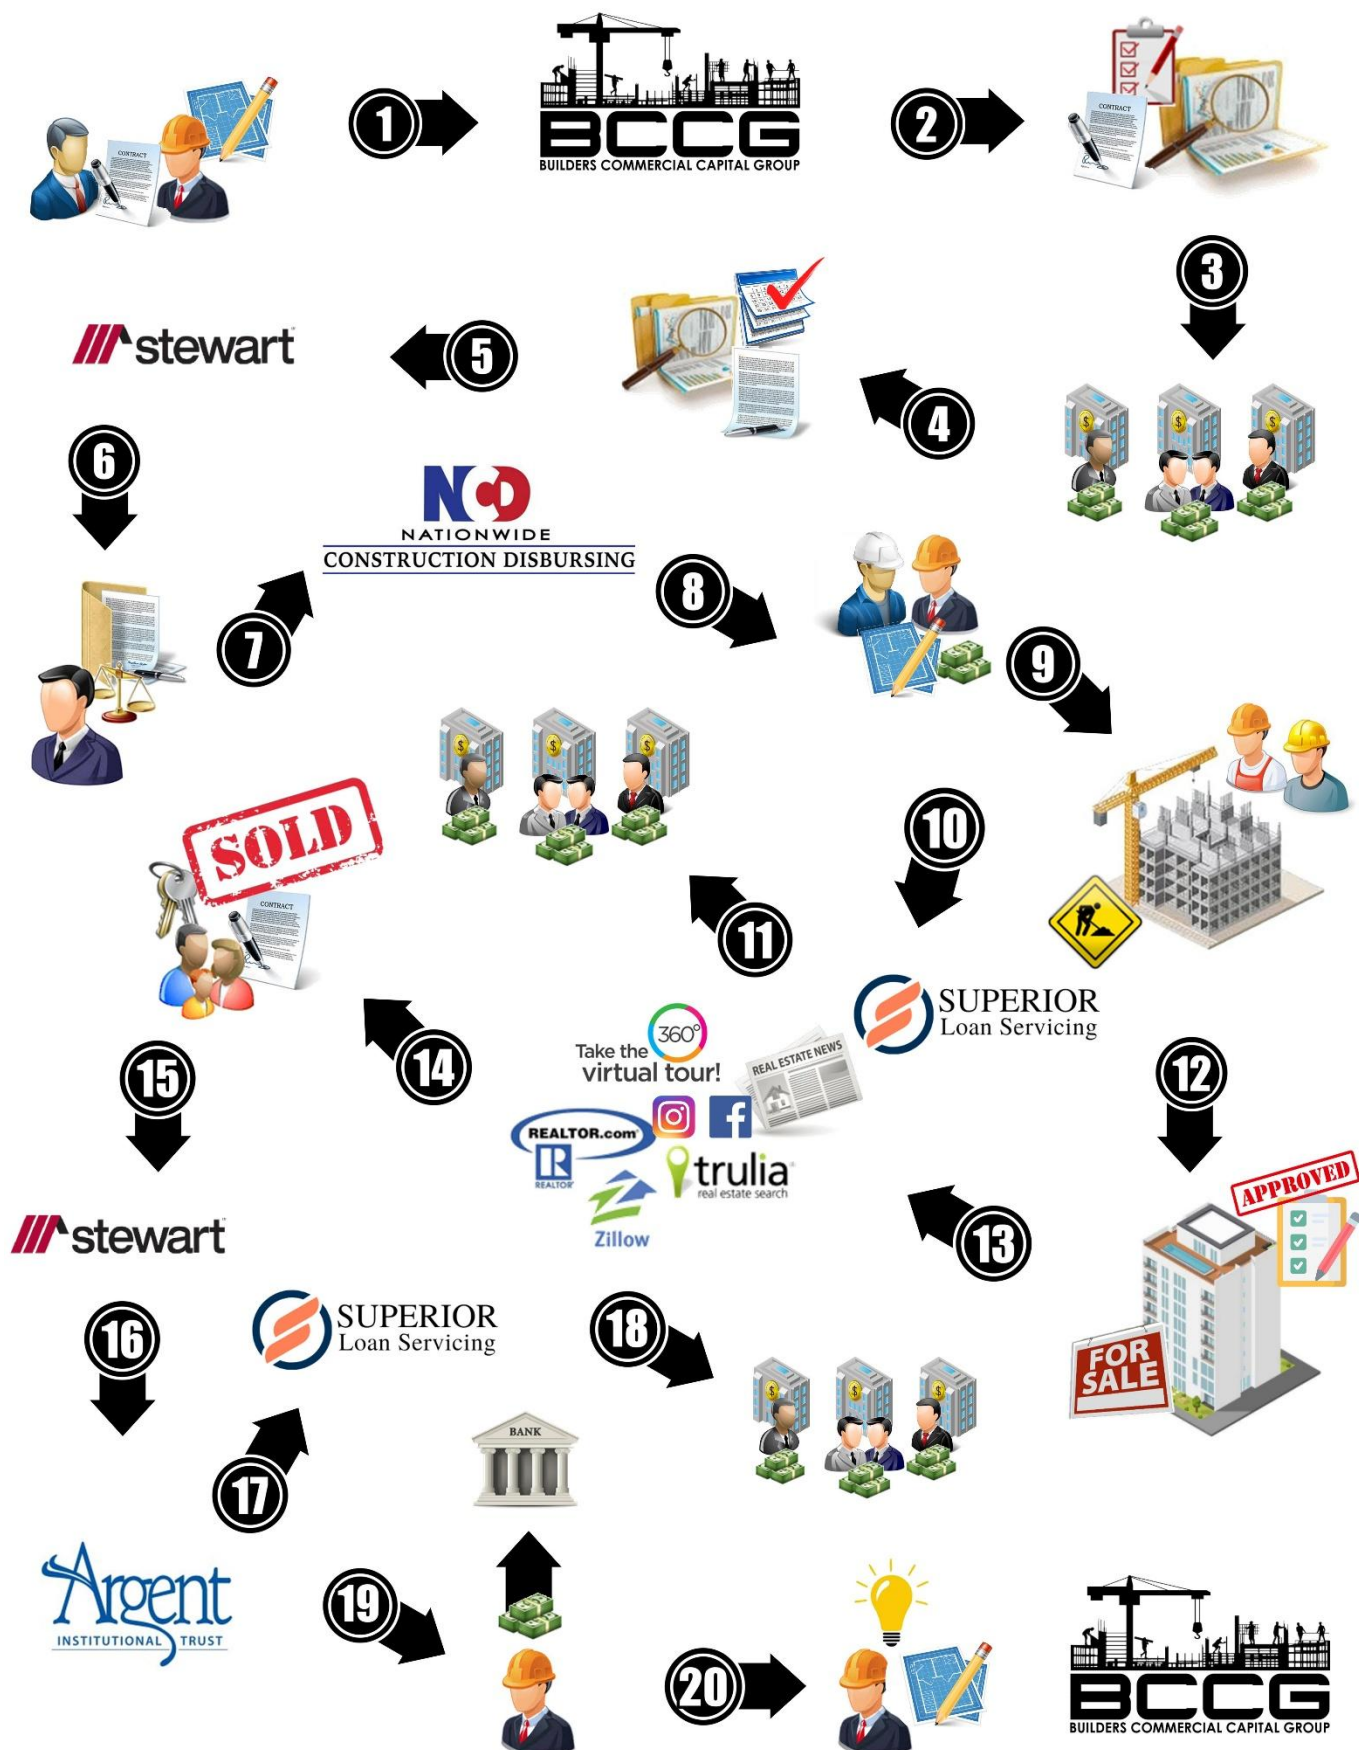 1
BCCG
BUILDERS COMMERCIAL CAPITAL GROUP
2
CONTRACT
CONTRACT
3
stewart
5
4
6
NCD
NATIONWIDE
CONSTRUCTION DISBURSING
7
8
9
SOLD
CONTRACT
10
11
SUPERIOR
Loan Servicing
360°
Take the
virtual tour!
REAL ESTATE NEWS
14
15
12
REALTOR.com
REALTOR
trulia
real estate search
Zillow
APPROVED
13
stewart
FOR
SALE
16
SUPERIOR
Loan Servicing
18
17
BANK
Argent
INSTITUTIONAL TRUST
19
20
BCCG
BUILDERS COMMERCIAL CAPITAL GROUP